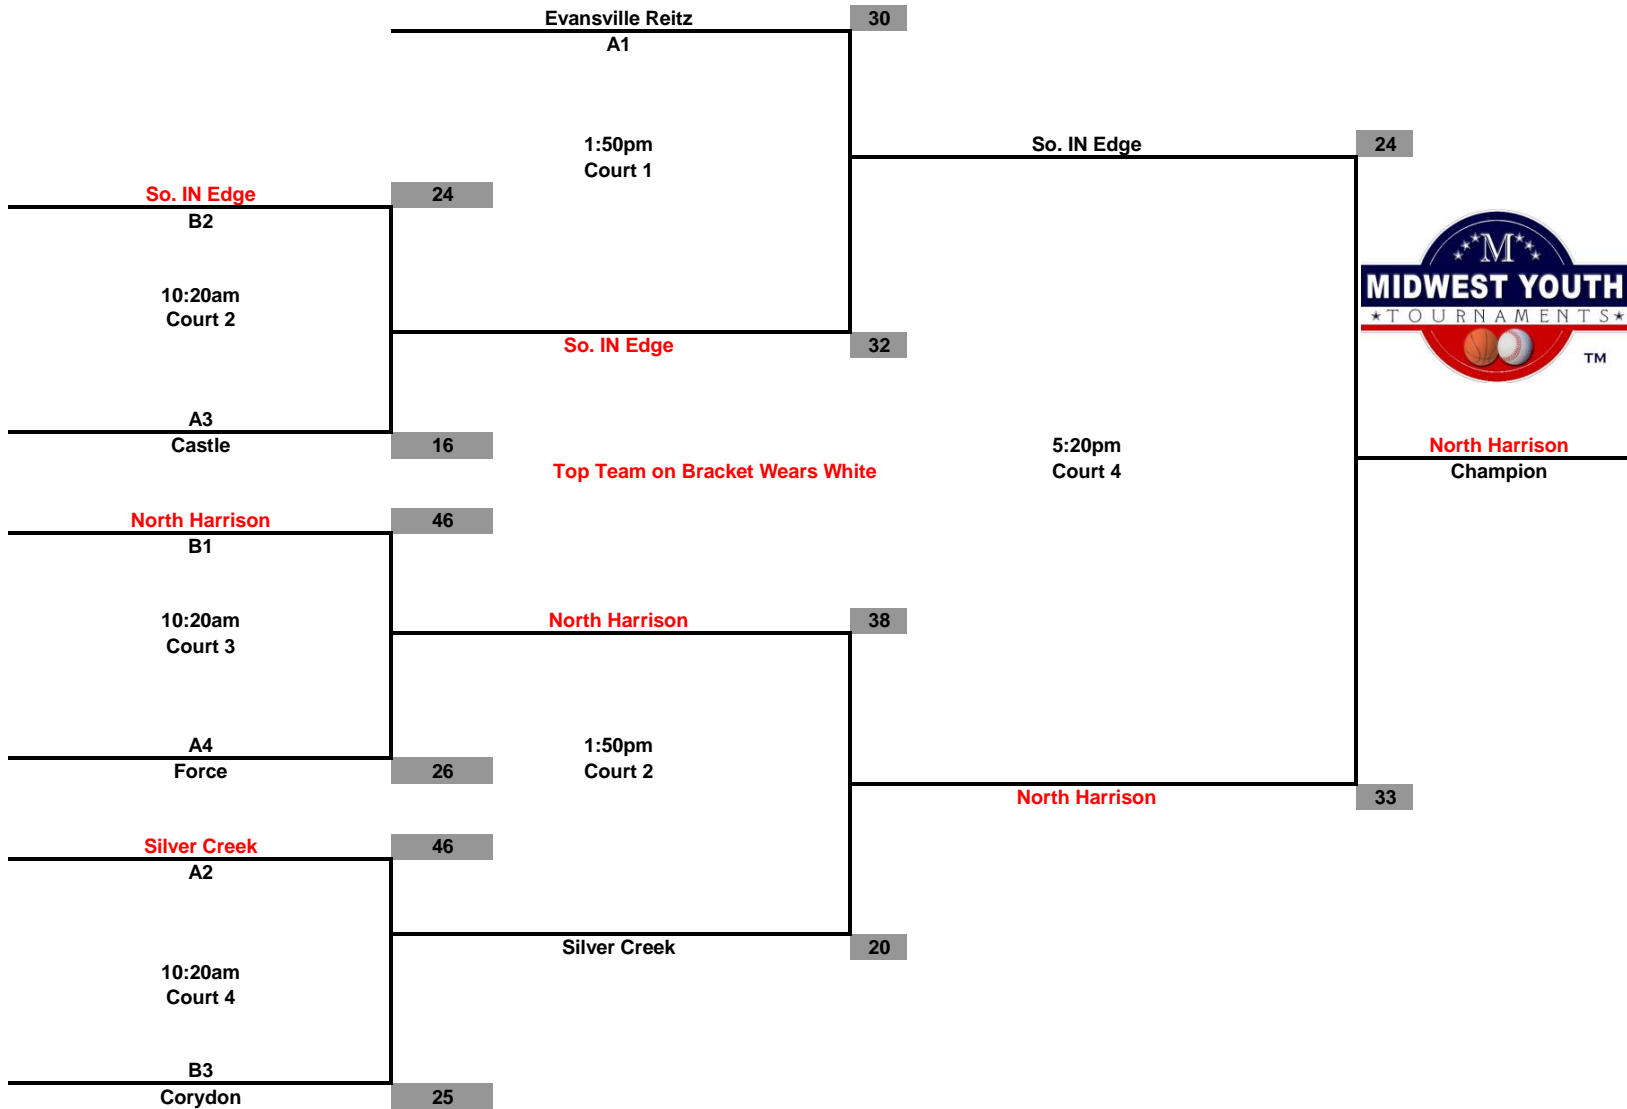 Evansville Reitz 30
A1
1:50pm
Court 1
So. IN Edge 24
So. IN Edge 24
B2
10:20am
Court 2
So. IN Edge 32
A3
Castle 16
M
MIDWEST YOUTH
TOURNAMENTS
TM
Top Team on Bracket Wears White
5:20pm
Court 4
North Harrison
Champion
North Harrison 46
B1
10:20am
Court 3
North Harrison 38
A4
Force 26
1:50pm
Court 2
North Harrison 33
Silver Creek 46
A2
Silver Creek 20
10:20am
Court 4
B3
Corydon 25